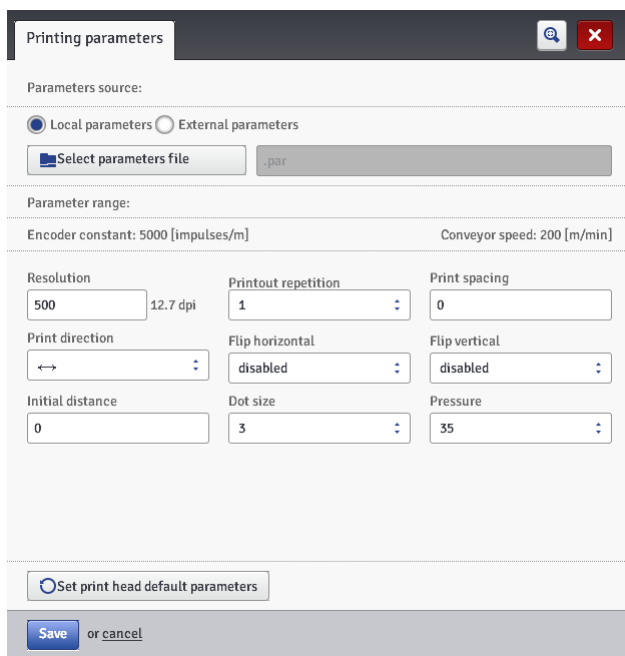 Printing parameters
Parameters source:
Local parameters External parameters
Select parameters file .par
Parameter range:
Encoder constant: 5000 [impulses/m] Conveyor speed: 200 [m/min]
Resolution Printout repetition Print spacing
500 12.7 dpi 1 0
Print direction Flip horizontal Flip vertical
↔ disabled disabled
Initial distance Dot size Pressure
0 3 35
Set print head default parameters
Save or cancel